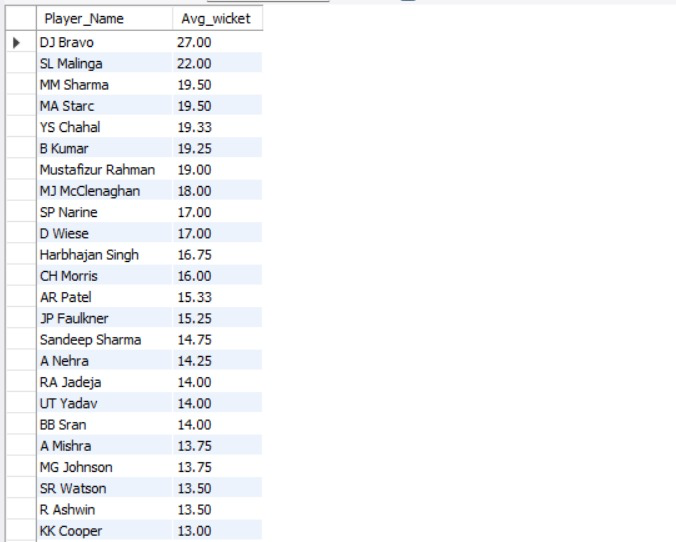 Player_Name Avg_wicket
DJ Bravo 27.00
SL Malinga 22.00
MM Sharma 19.50
MA Starc 19.50
YS Chahal 19.33
B Kumar 19.25
Mustafizur Rahman 19.00
MJ McClenaghan 18.00
SP Narine 17.00
D Wiese 17.00
Harbhajan Singh 16.75
CH Morris 16.00
AR Patel 15.33
JP Faulkner 15.25
Sandeep Sharma 14.75
A Nehra 14.25
RA Jadeja 14.00
UT Yadav 14.00
BB Sran 14.00
A Mishra 13.75
MG Johnson 13.75
SR Watson 13.50
R Ashwin 13.50
KK Cooper 13.00